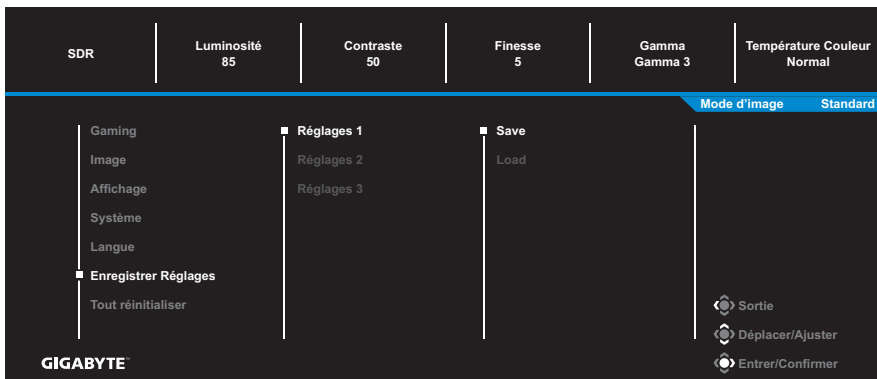 SDR
Luminosité
85
Contraste
50
Finesse
5
Gamma
Gamma 3
Température Couleur
Normal
Mode d’image Standard
Gaming
Image
Affichage
Système
Langue
Enregistrer Réglages
Tout réinitialiser
Réglages 1
Réglages 2
Réglages 3
Save
Load
Sortie
Déplacer/Ajuster
Entrer/Confirmer
GIGABYTE™